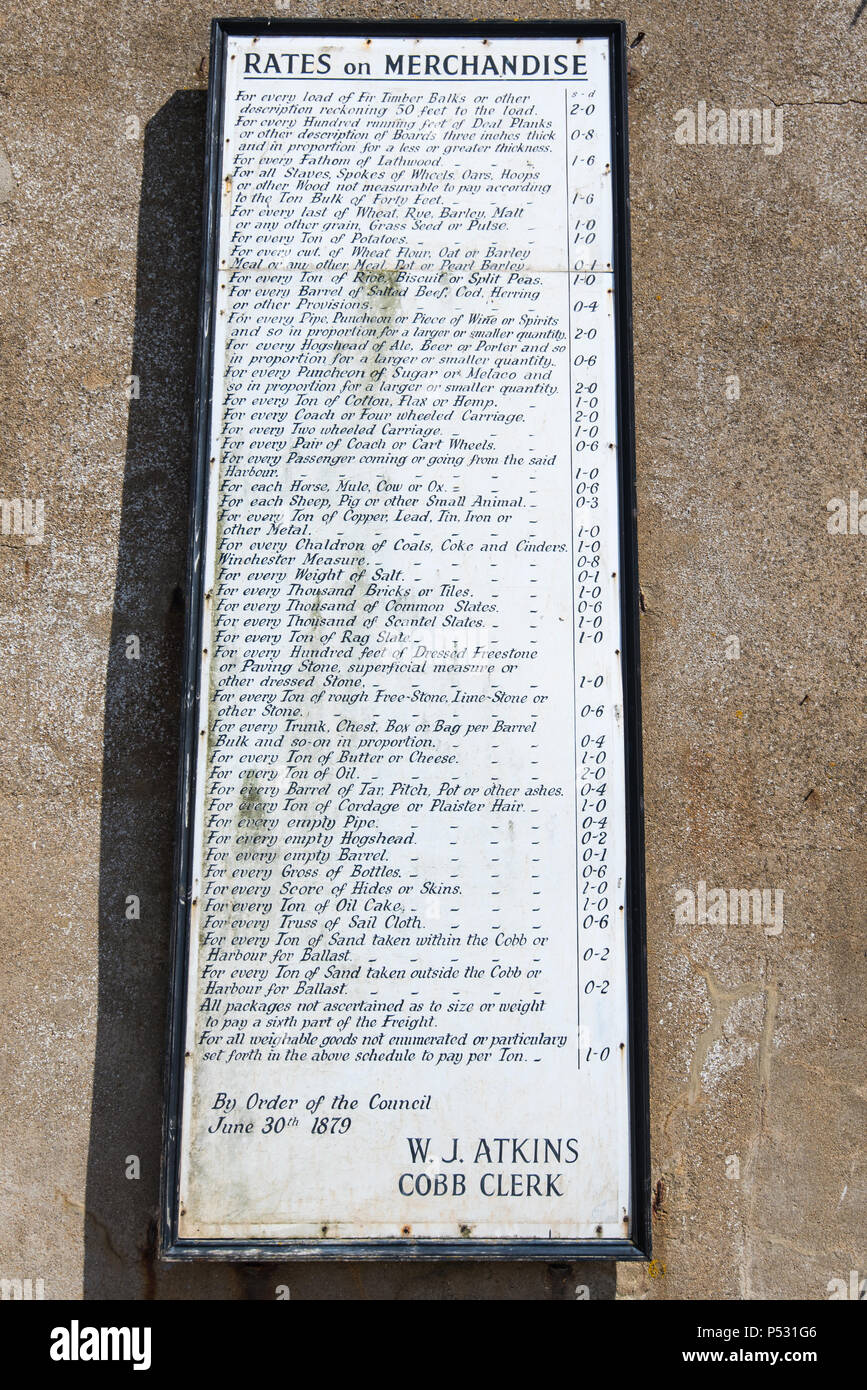 RATES on MERCHANDISE
s - d
For every load of Fir Timber Balks or other
description reckoning 50 feet to the load. 2-0
For every Hundred running feet of Deal Planks
or other description of Boards three inches thick 0-8
and in proportion for a less or greater thickness.
For every Fathom of Lathwood. 1-6
For all Staves, Spokes of Wheels, Oars, Hoops
or other Wood not measurable to pay according
to the Ton Bulk of Forty Feet. 1-6
For every last of Wheat, Rye, Barley, Malt
or any other grain, Grass Seed or Pulse. 1-0
For every Ton of Potatoes. 1-0
For every cwt. of Wheat Flour, Oat or Barley
Meal or any other Meal, Pot or Pearl Barley. 0-1
For every Ton of Rice, Biscuit or Split Peas. 1-0
For every Barrel of Salted Beef, Cod, Herring
or other Provisions. 0-4
For every Pipe, Puncheon or Piece of Wine or Spirits
and so in proportion for a larger or smaller quantity. 2-0
For every Hogshead of Ale, Beer or Porter and so
in proportion for a larger or smaller quantity. 0-6
For every Puncheon of Sugar or Melaco and
so in proportion for a larger or smaller quantity. 2-0
For every Ton of Cotton, Flax or Hemp. 1-0
For every Coach or Four wheeled Carriage. 2-0
For every Two wheeled Carriage. 1-0
For every Pair of Coach or Cart Wheels. 0-6
For every Passenger coming or going from the said
Harbour. 1-0
For each Horse, Mule, Cow or Ox. 0-6
For each Sheep, Pig or other Small Animal. 0-3
For every Ton of Copper, Lead, Tin, Iron or
other Metal. 1-0
For every Chaldron of Coals, Coke and Cinders. 1-0
Winchester Measure. 0-8
For every Weight of Salt. 0-1
For every Thousand Bricks or Tiles. 1-0
For every Thousand of Common Slates. 0-6
For every Thousand of Scantel Slates. 1-0
For every Ton of Rag Slate. 1-0
For every Hundred feet of Dressed Freestone
or Paving Stone, superficial measure or
other dressed Stone. 1-0
For every Ton of rough Free-Stone, Lime-Stone or
other Stone. 0-6
For every Trunk, Chest, Box or Bag per Barrel
Bulk and so-on in proportion. 0-4
For every Ton of Butter or Cheese. 1-0
For every Ton of Oil. 2-0
For every Barrel of Tar, Pitch, Pot or other ashes. 0-4
For every Ton of Cordage or Plaister Hair. 1-0
For every empty Pipe. 0-4
For every empty Hogshead. 0-2
For every empty Barrel. 0-1
For every Gross of Bottles. 0-6
For every Score of Hides or Skins. 1-0
For every Ton of Oil Cake. 1-0
For every Truss of Sail Cloth. 0-6
For every Ton of Sand taken within the Cobb or
Harbour for Ballast. 0-2
For every Ton of Sand taken outside the Cobb or
Harbour for Ballast. 0-2
All packages not ascertained as to size or weight
to pay a sixth part of the Freight.
For all weighable goods not enumerated or particulary
set forth in the above schedule to pay per Ton. 1-0
By Order of the Council
June 30th 1879
W. J. ATKINS
COBB CLERK
alamy
alamy
alamy
Image ID: P531G6
www.alamy.com